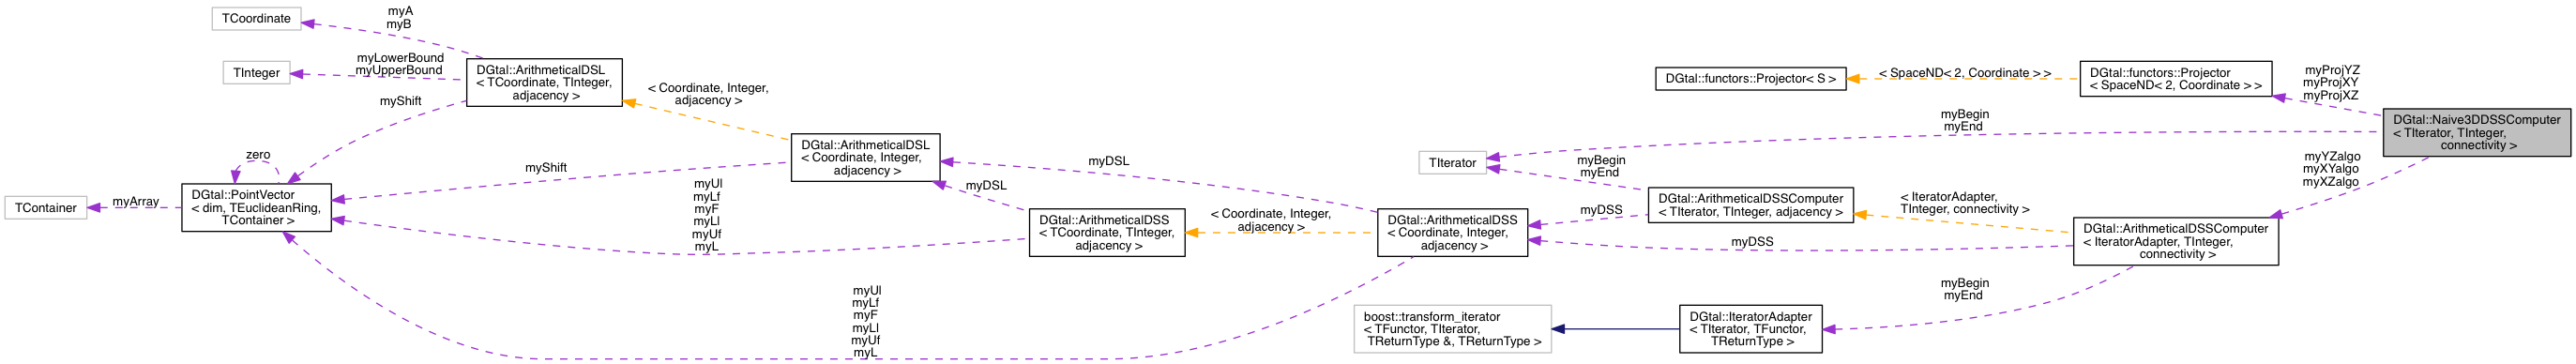 TCoordinate
myA
myB
TInteger
myLowerBound
myUpperBound
DGtal::ArithmeticalDSL
< TCoordinate, TInteger,
adjacency >
myShift
< Coordinate, Integer,
adjacency >
zero
TContainer
myArray
DGtal::PointVector
< dim, TEuclideanRing,
TContainer >
myShift
DGtal::ArithmeticalDSL
< Coordinate, Integer,
adjacency >
myUl
myLf
myF
myLl
myUf
myL
myDSL
myDSL
DGtal::ArithmeticalDSS
< TCoordinate, TInteger,
adjacency >
< Coordinate, Integer,
adjacency >
DGtal::ArithmeticalDSS
< Coordinate, Integer,
adjacency >
myUl
myLf
myF
myLl
myUf
myL
DGtal::functors::Projector< S >
< SpaceND< 2, Coordinate > >
DGtal::functors::Projector
< SpaceND< 2, Coordinate > >
myProjYZ
myProjXY
myProjXZ
DGtal::Naive3DDSSComputer
< TIterator, TInteger,
connectivity >
myBegin
myEnd
TIterator
myBegin
myEnd
myDSS
DGtal::ArithmeticalDSSComputer
< TIterator, TInteger, adjacency >
< IteratorAdapter,
TInteger, connectivity >
myYZalgo
myXYalgo
myXZalgo
myDSS
DGtal::ArithmeticalDSSComputer
< IteratorAdapter, TInteger,
connectivity >
myBegin
myEnd
boost::transform_iterator
< TFunctor, TIterator,
TReturnType &, TReturnType >
DGtal::IteratorAdapter
< TIterator, TFunctor,
TReturnType >